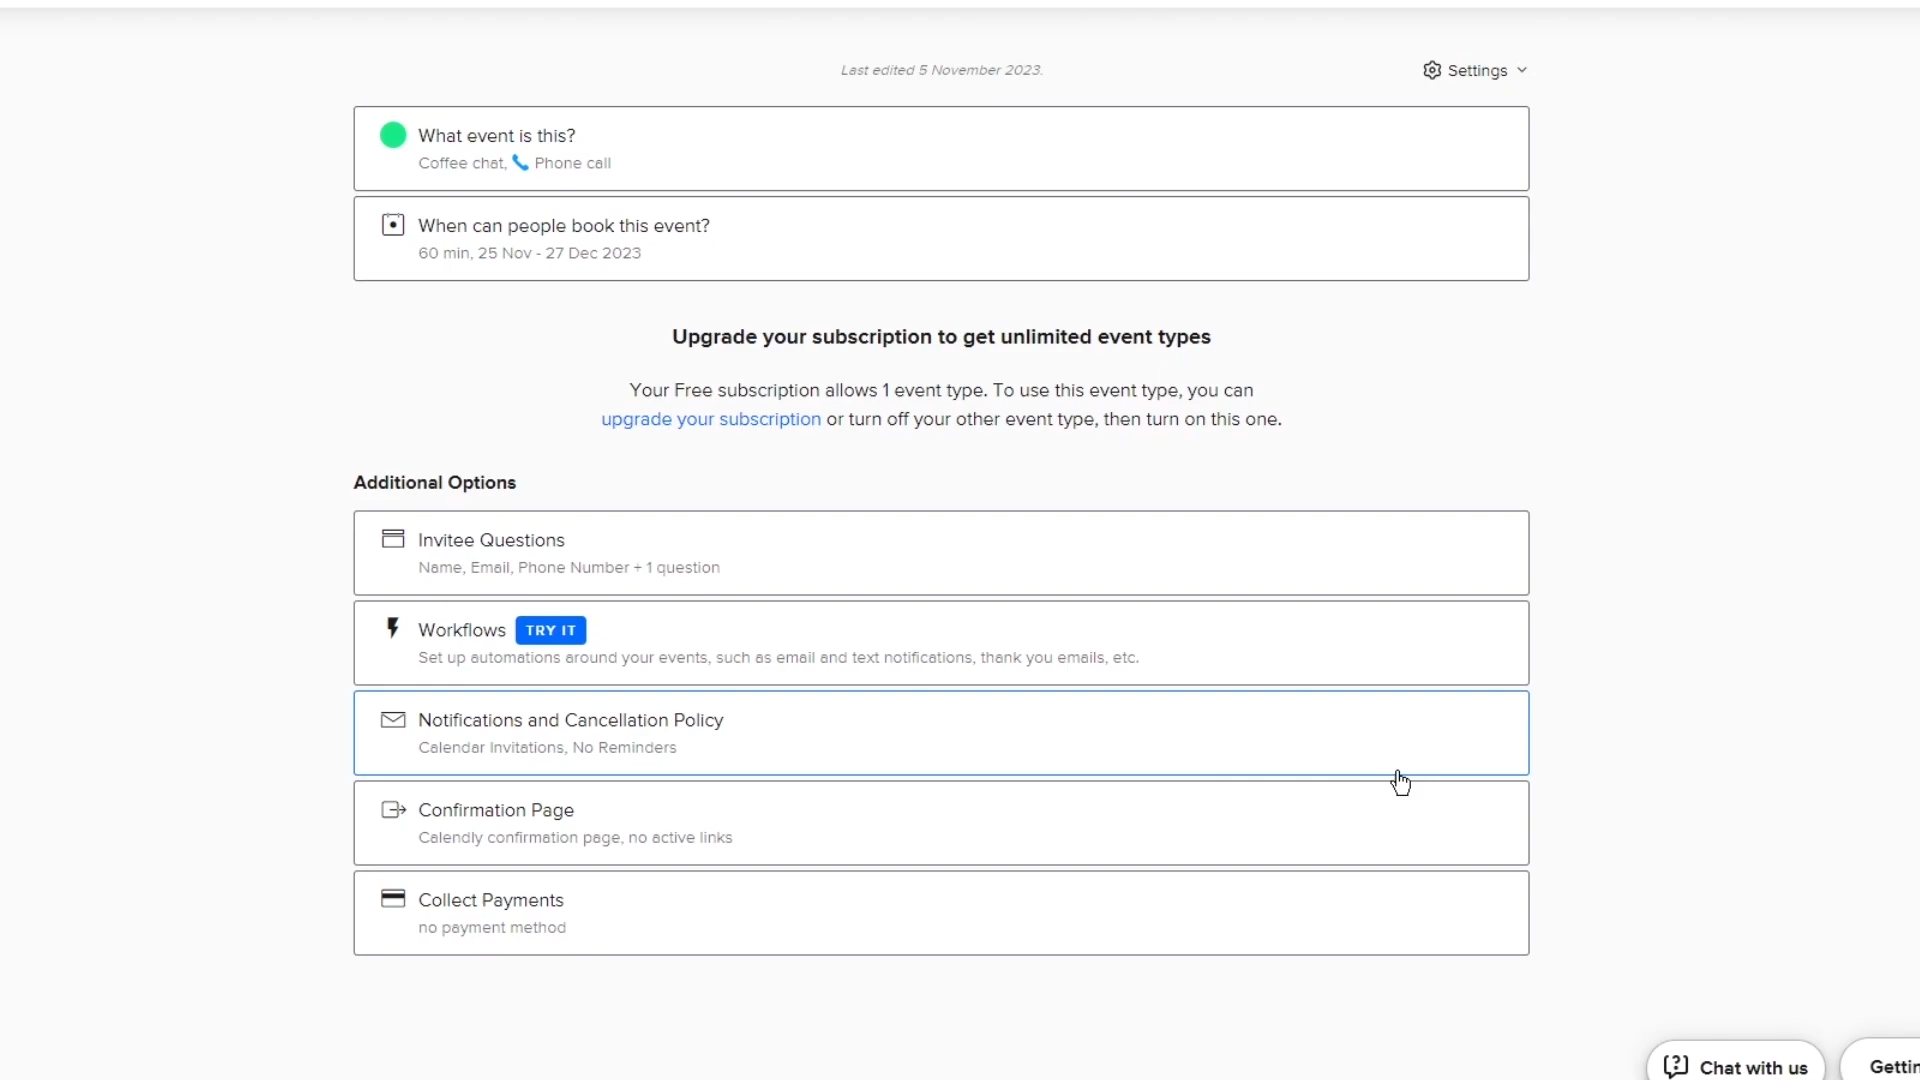 Last edited 5 November 2023.
Settings
What event is this?
Coffee chat, 📞 Phone call
When can people book this event?
60 min, 25 Nov - 27 Dec 2023
Upgrade your subscription to get unlimited event types
Your Free subscription allows 1 event type. To use this event type, you can
upgrade your subscription or turn off your other event type, then turn on this one.
Additional Options
Invitee Questions
Name, Email, Phone Number + 1 question
Workflows TRY IT
Set up automations around your events, such as email and text notifications, thank you emails, etc.
Notifications and Cancellation Policy
Calendar Invitations, No Reminders
Confirmation Page
Calendly confirmation page, no active links
Collect Payments
no payment method
Chat with us
Gettin